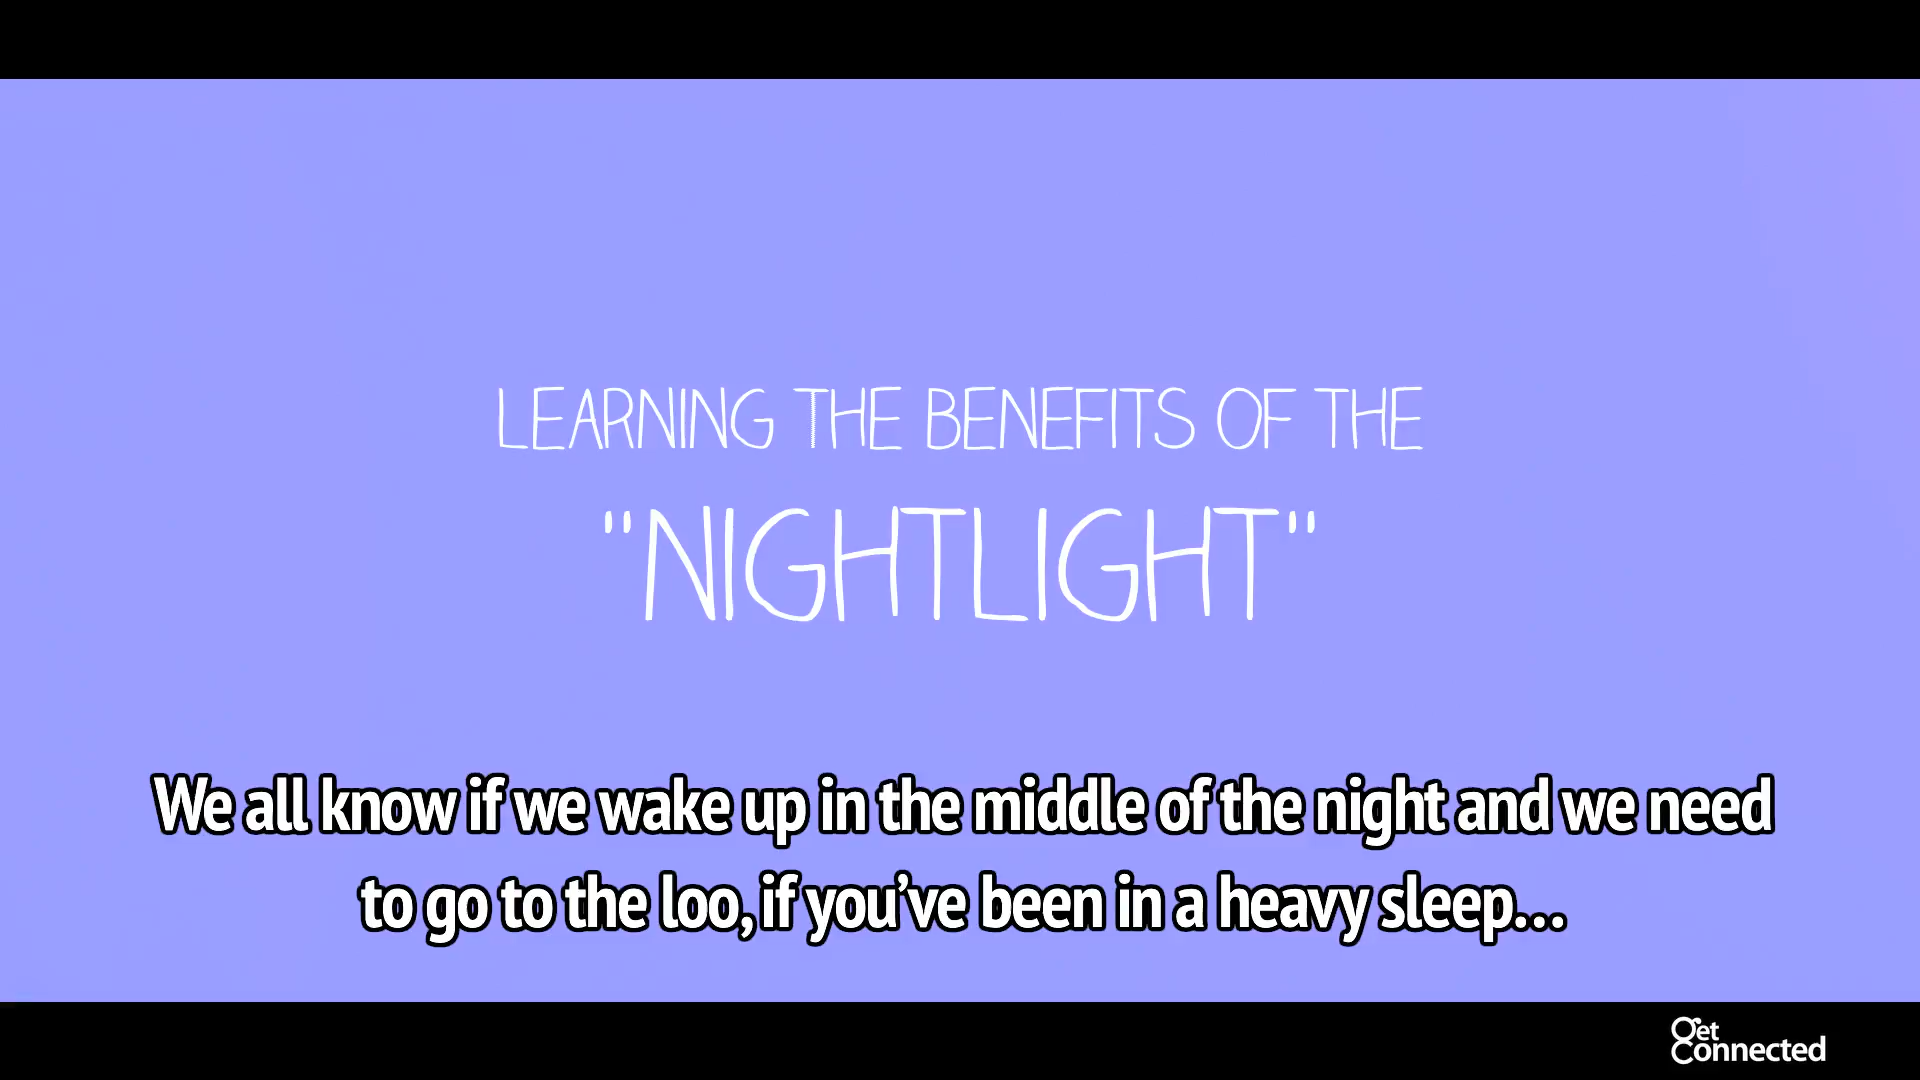 LEARNING THE BENEFITS OF THE
"NIGHTLIGHT"
We all know if we wake up in the middle of the night and we need
to go to the loo, if you’ve been in a heavy sleep…
Get
Connected